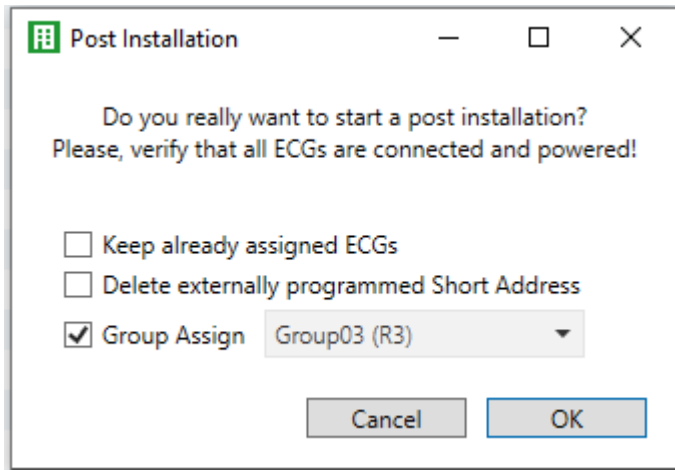 Post Installation
Do you really want to start a post installation?
Please, verify that all ECGs are connected and powered!
Keep already assigned ECGs
Delete externally programmed Short Address
Group Assign Group03 (R3)
Cancel OK